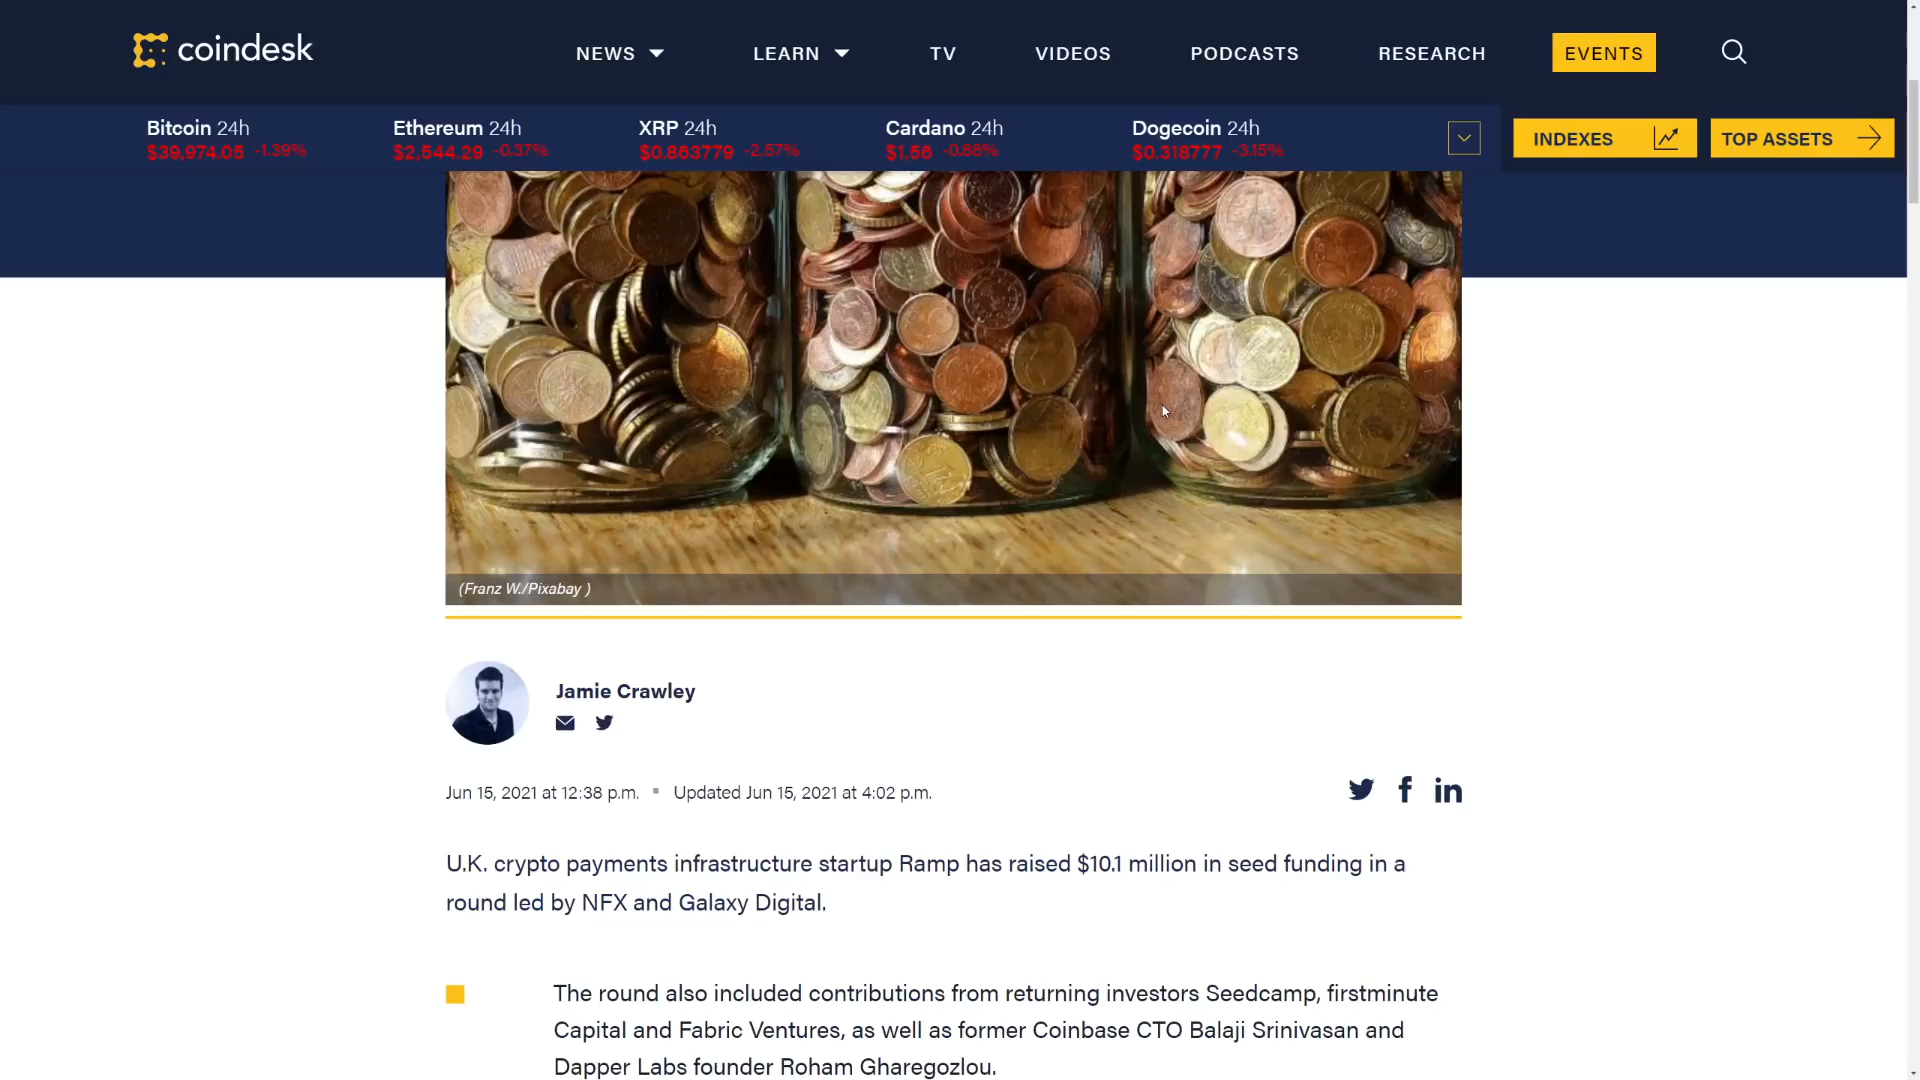 coindesk
NEWS
LEARN
TV
VIDEOS
PODCASTS
RESEARCH
EVENTS
Bitcoin 24h
$39,974.05 -1.39%
Ethereum 24h
$2,544.29 -0.37%
XRP 24h
$0.863779 -2.57%
Cardano 24h
$1.56 -0.88%
Dogecoin 24h
$0.318777 -3.15%
INDEXES
TOP ASSETS
(Franz W./Pixabay )
Jamie Crawley
Jun 15, 2021 at 12:38 p.m.
Updated Jun 15, 2021 at 4:02 p.m.
U.K. crypto payments infrastructure startup Ramp has raised $10.1 million in seed funding in a
round led by NFX and Galaxy Digital.
The round also included contributions from returning investors Seedcamp, firstminute
Capital and Fabric Ventures, as well as former Coinbase CTO Balaji Srinivasan and
Dapper Labs founder Roham Gharegozlou.